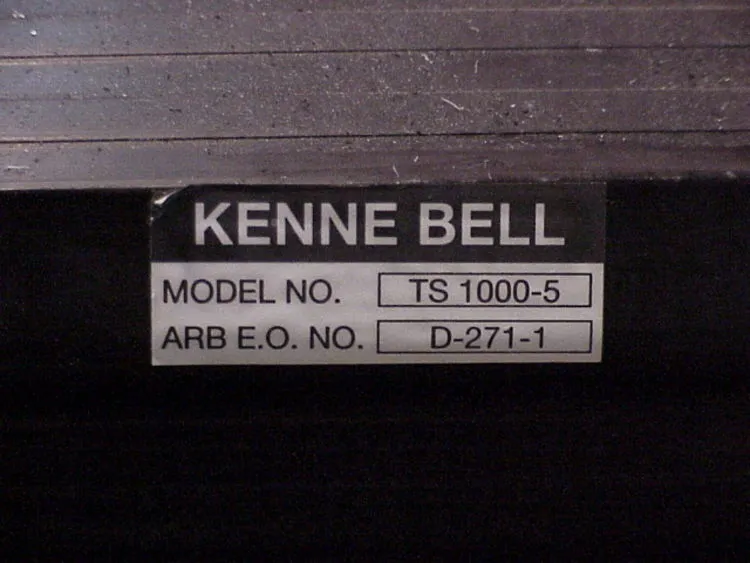 KENNE BELL
MODEL NO. TS 1000-5
ARB E.O. NO. D-271-1